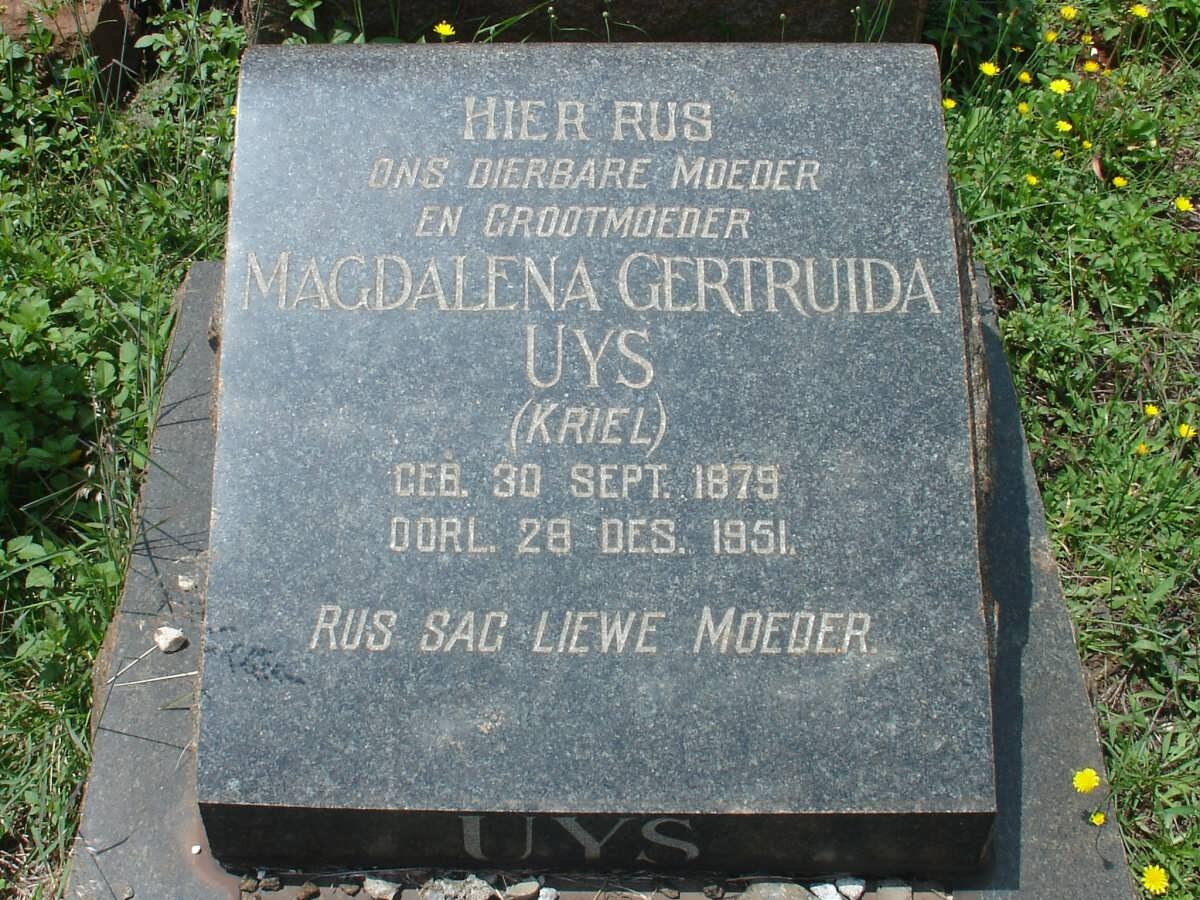 HIER RUS
ONS DIERBARE MOEDER
EN GROOTMOEDER
MAGDALENA GERTRUIDA
UYS
(KRIEL)
GEB. 30 SEPT. 1879
OORL. 28 DES. 1951.
RUS SAG LIEWE MOEDER.
UYS